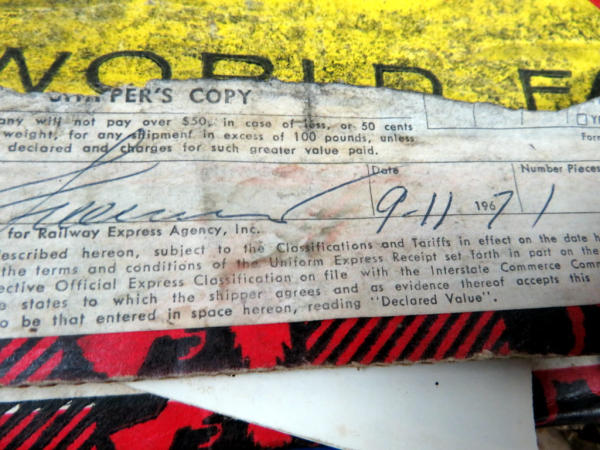 WORLD
SHIPPER'S COPY
any will not pay over $50, in case of loss, or 50 cents
weight, for any shipment in excess of 100 pounds, unless
declared and charges for such greater value paid.
Form
Date
Number Pieces
9-11 1967
1
for Railway Express Agency, Inc.
escribed hereon, subject to the Classifications and Tariffs in effect on the date h
the terms and conditions of the Uniform Express Receipt set forth in part on the
ective Official Express Classification on file with the Interstate Commerce Comm
e states to which the shipper agrees and as evidence thereof accepts this
o be that entered in space hereon, reading "Declared Value".